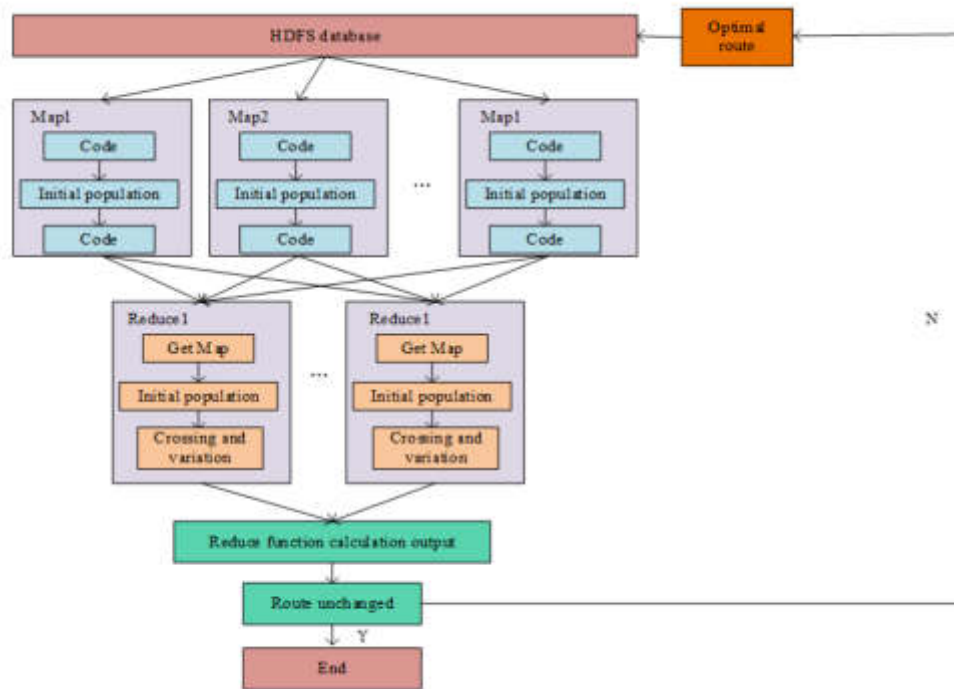 HDFS database
Optimal
route
Map1
Map2
Map1
Code
Code
Code
Initial population
Initial population
...
Initial population
Code
Code
Code
Reduce1
Reduce1
N
Get Map
Get Map
...
Initial population
Initial population
Crossing and
variation
Crossing and
variation
Reduce function calculation output
Route unchanged
Y
End